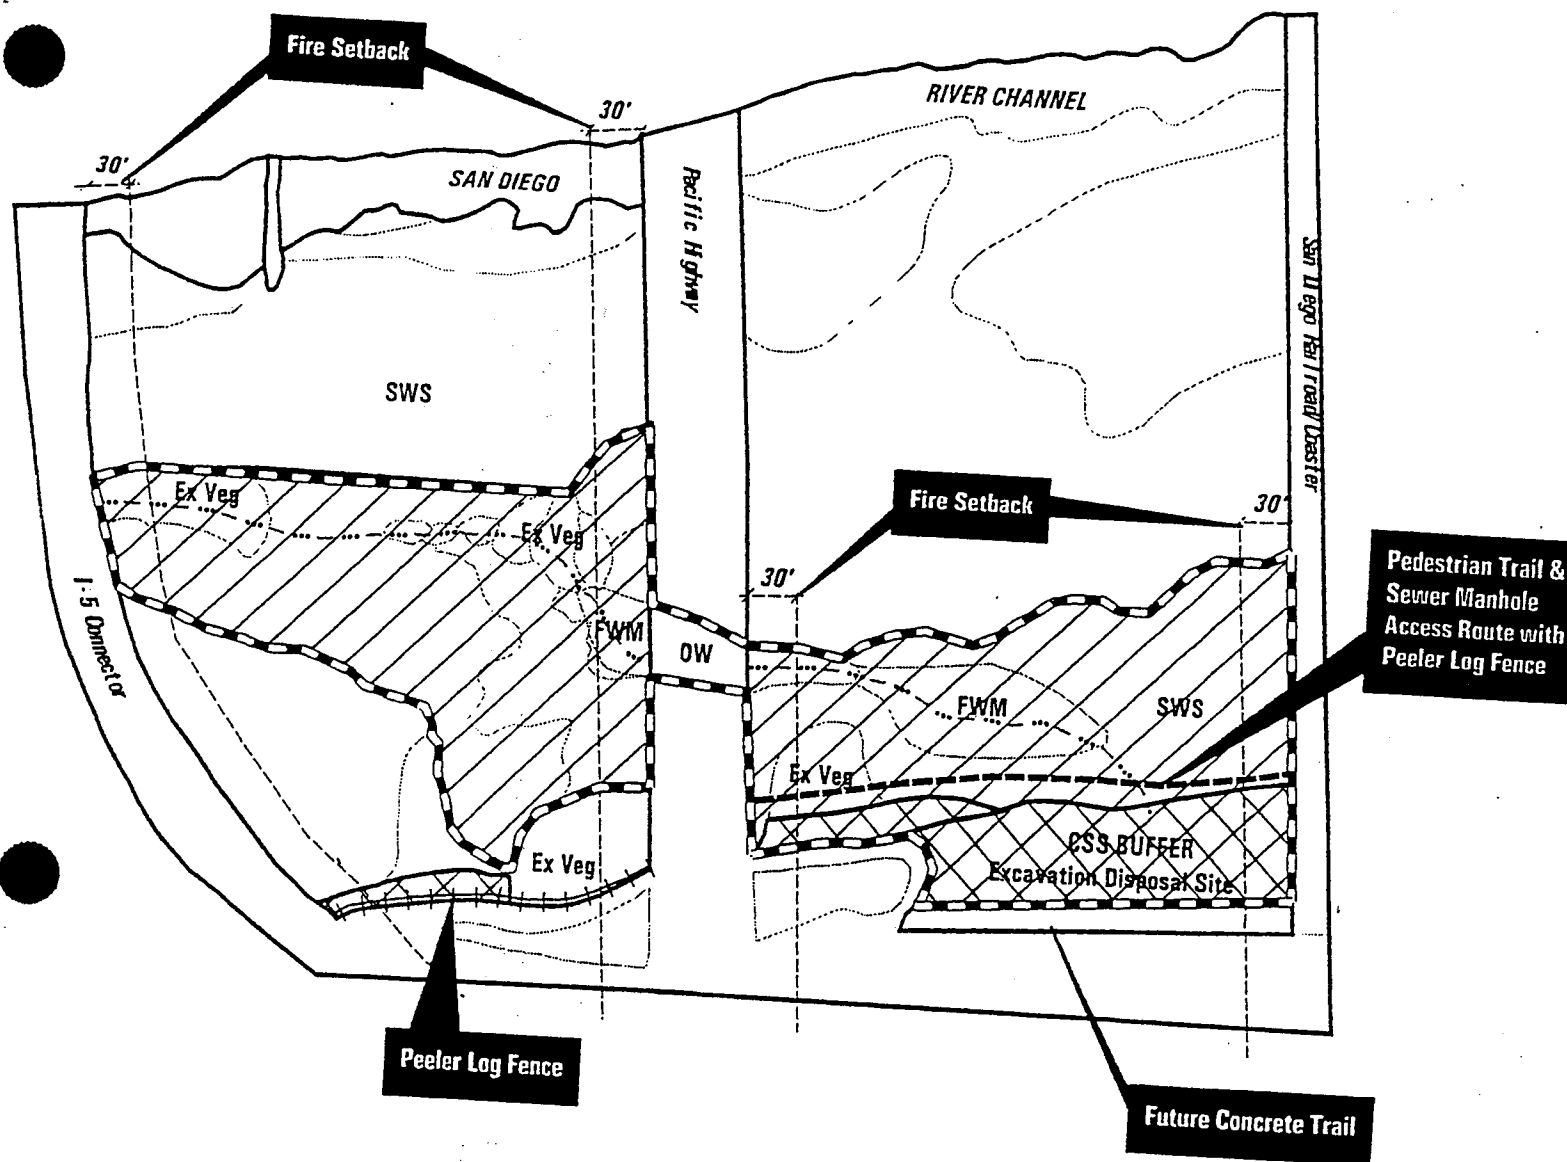 Fire Setback
30'
RIVER CHANNEL
30'
SAN DIEGO
Pacific Highway
San Diego Railroad/Coaster
SWS
Ex Veg
Fire Setback
30'
Ex Veg
Pedestrian Trail &
Sewer Manhole
Access Route with
Peeler Log Fence
30'
I-5 Connector
FWM
OW
FWM
SWS
Ex Veg
CSS BUFFER
Excavation Disposal Site
Ex Veg
Peeler Log Fence
Future Concrete Trail